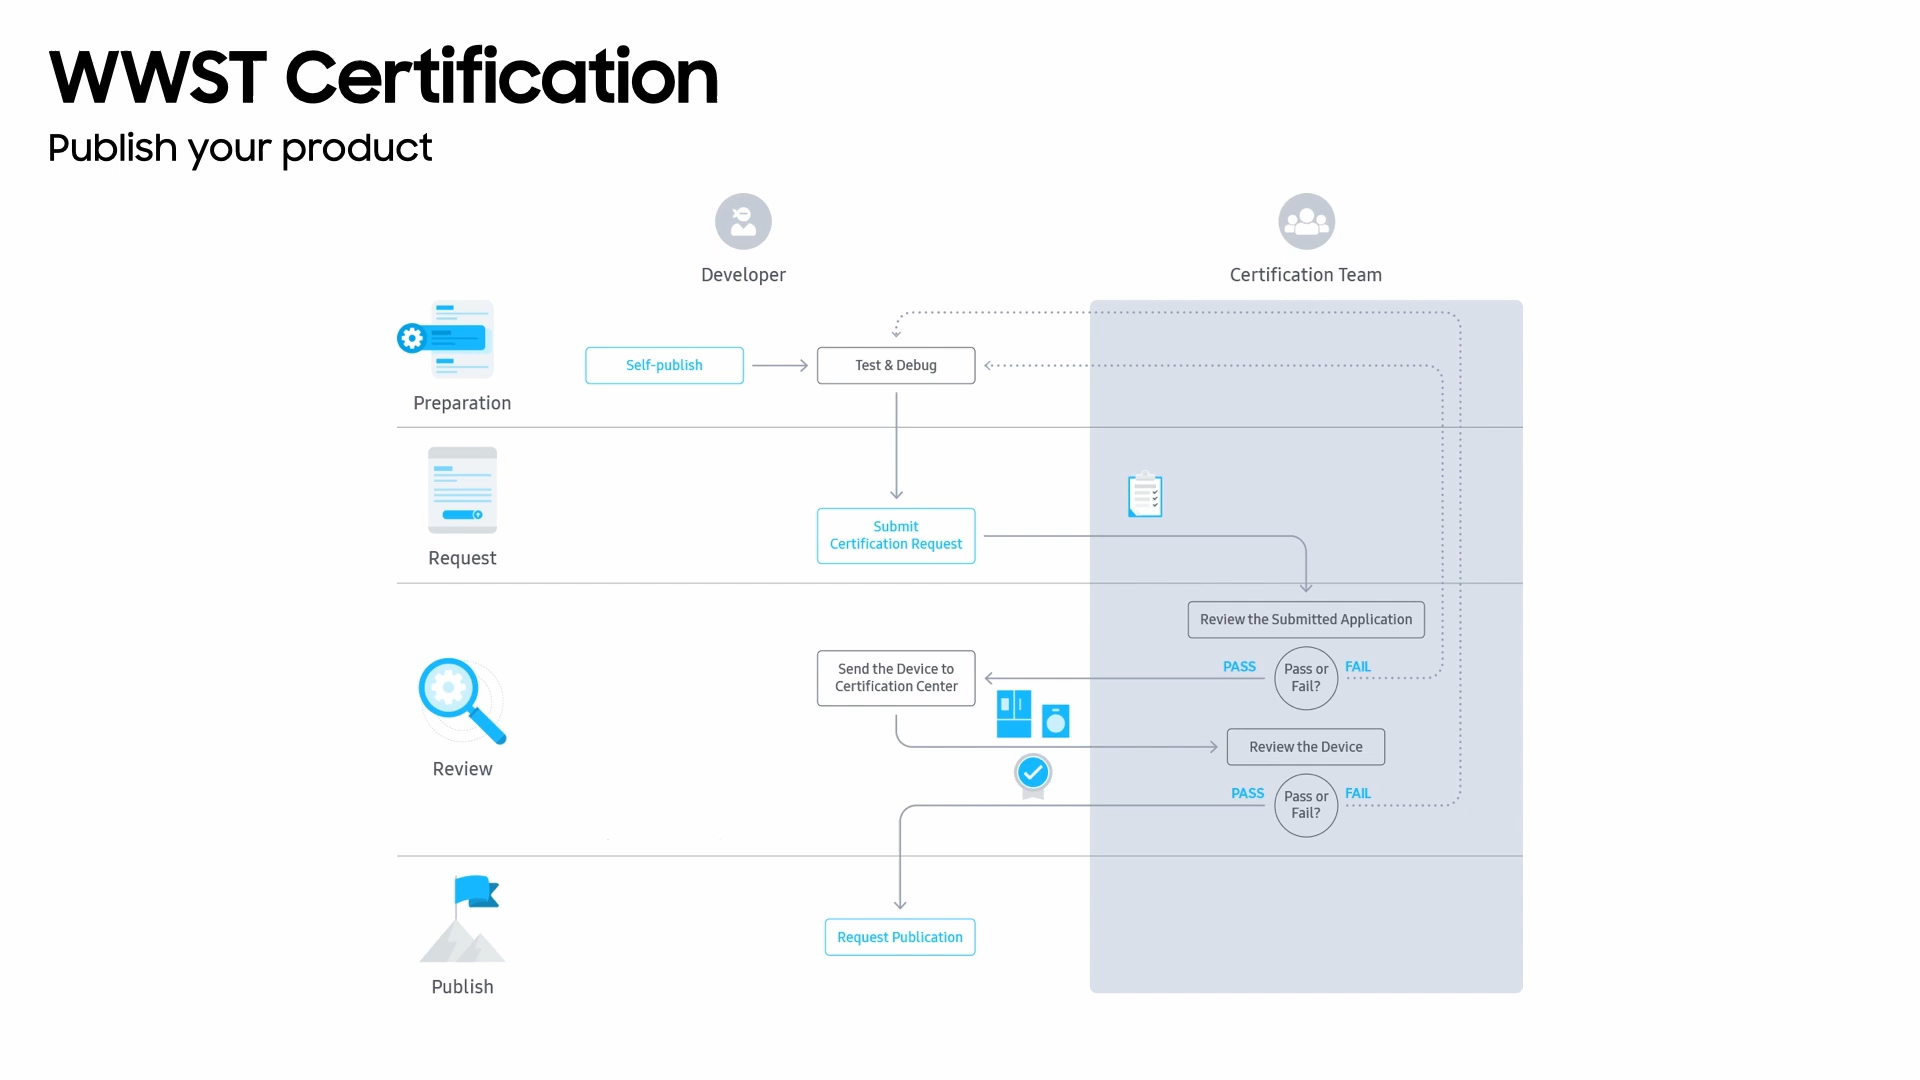 WWST Certification
Publish your product
Developer
Certification Team
Preparation
Self-publish
Test & Debug
Request
Submit
Certification Request
Review the Submitted Application
Review
Send the Device to
Certification Center
PASS
Pass or
Fail?
FAIL
Review the Device
PASS
Pass or
Fail?
FAIL
Publish
Request Publication